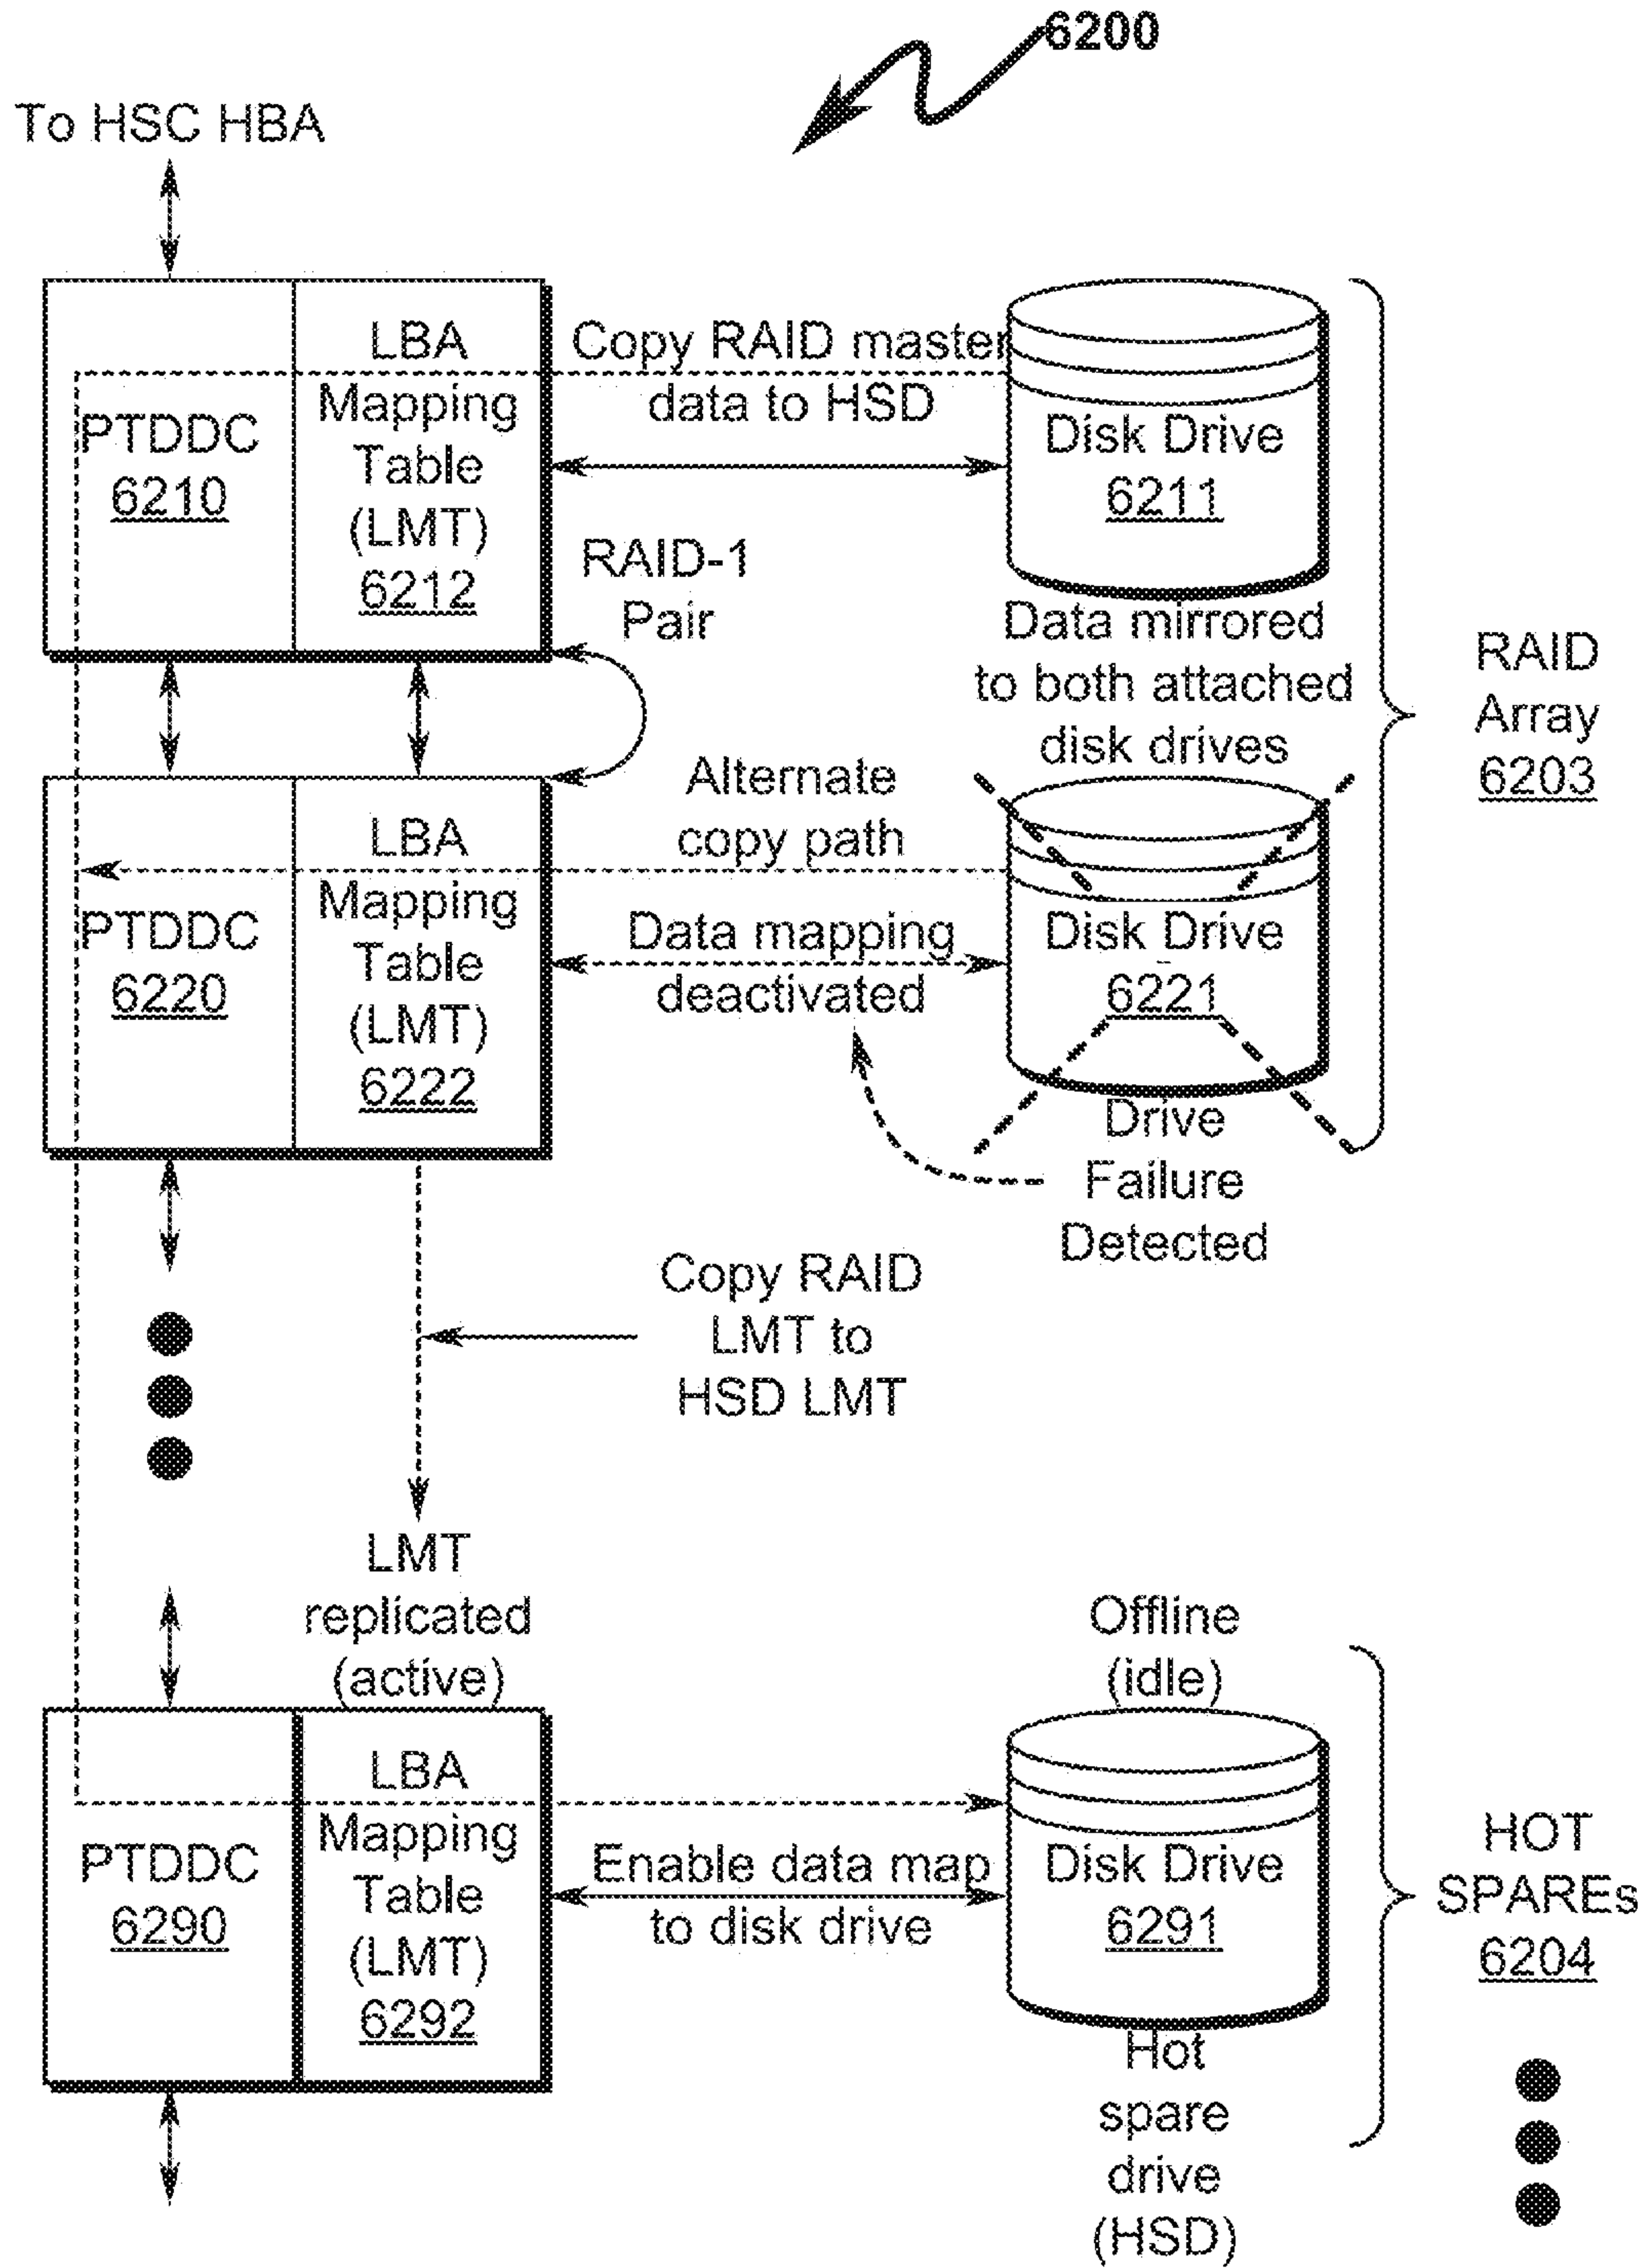 6200
To HSC HBA
PTDDC
6210
LBA
Mapping
Table
(LMT)
6212
Copy RAID master
data to HSD
Disk Drive
6211
RAID-1
Pair
Data mirrored
to both attached
disk drives
RAID
Array
6203
PTDDC
6220
LBA
Mapping
Table
(LMT)
6222
Alternate
copy path
Data mapping
deactivated
Disk Drive
6221
Drive
Failure
Detected
Copy RAID
LMT to
HSD LMT
LMT
replicated
(active)
Offline
(idle)
PTDDC
6290
LBA
Mapping
Table
(LMT)
6292
Enable data map
to disk drive
Disk Drive
6291
HOT
SPAREs
6204
Hot
spare
drive
(HSD)